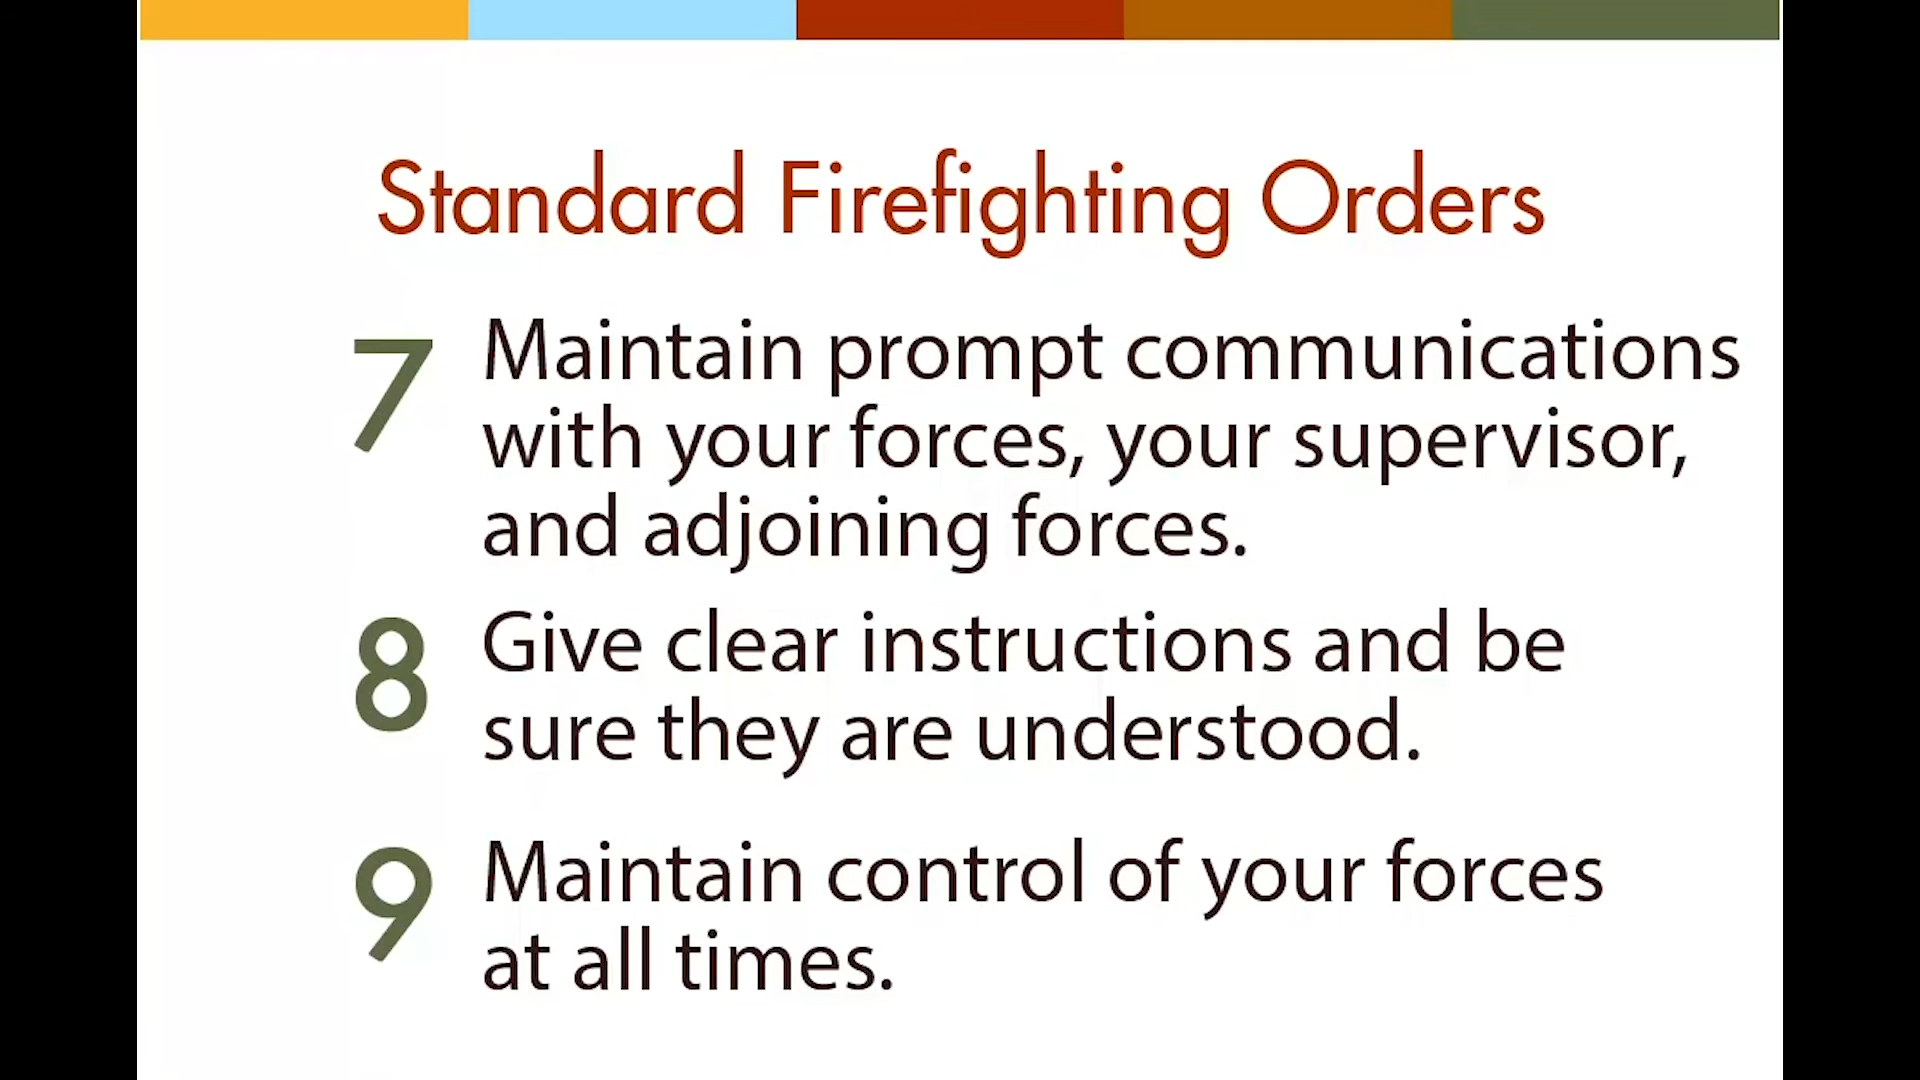 Standard Firefighting Orders
7 Maintain prompt communications
with your forces, your supervisor,
and adjoining forces.
8 Give clear instructions and be
sure they are understood.
9 Maintain control of your forces
at all times.